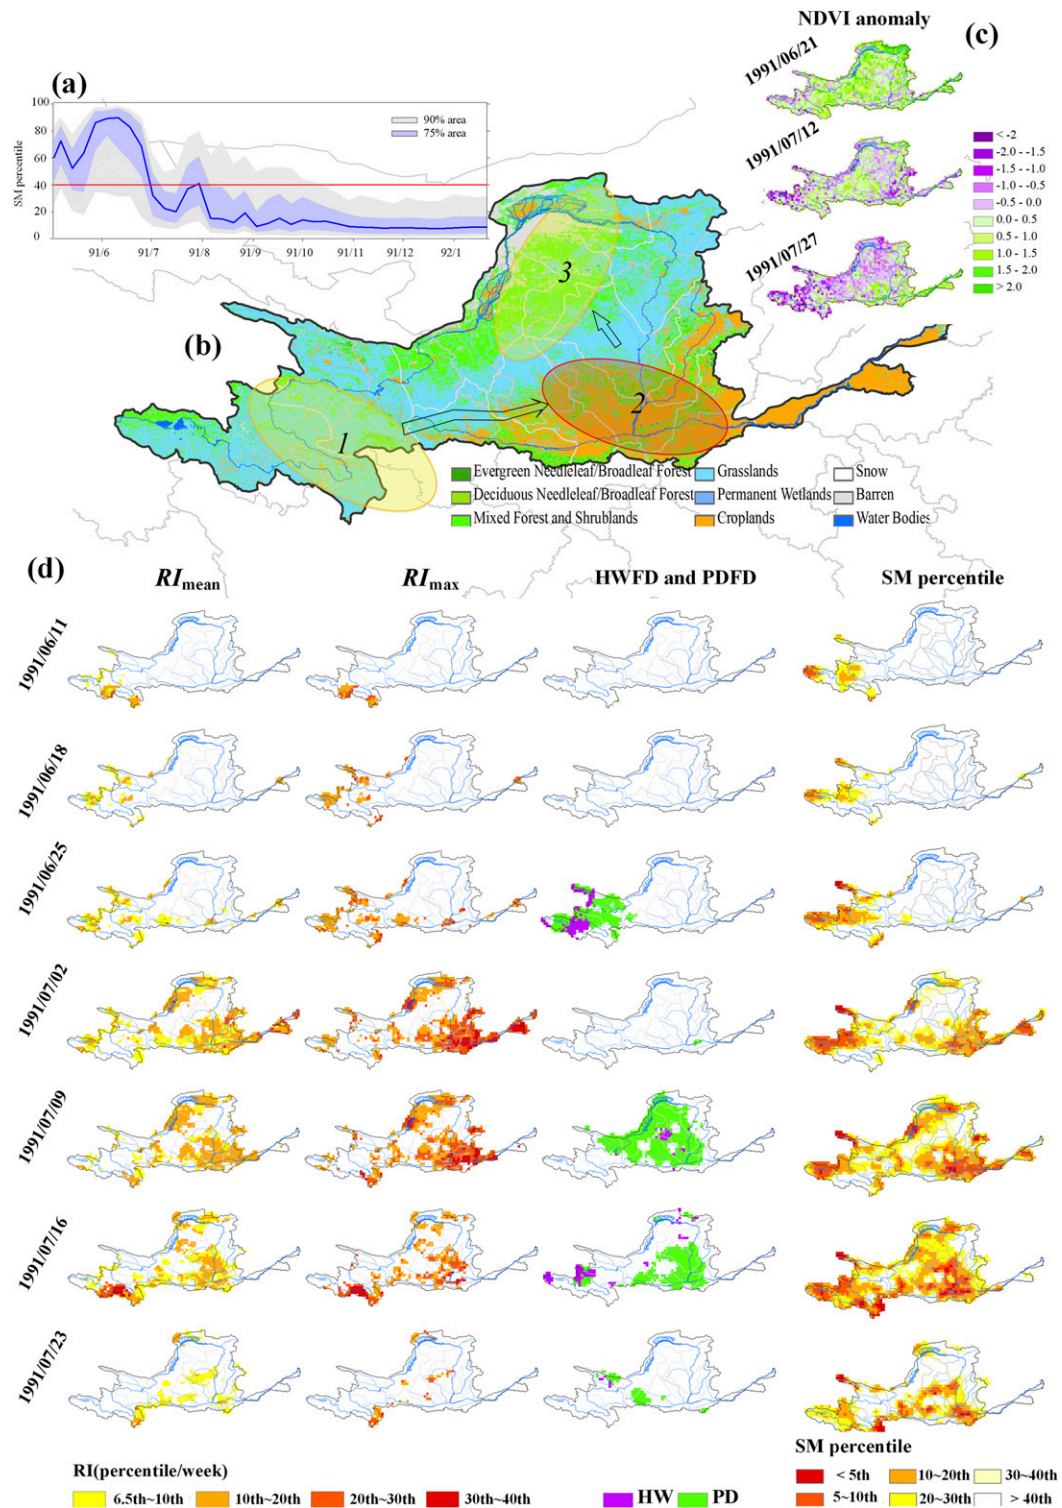 NDVI anomaly
(c)
(a)
1991/06/21
SM percentile
100
80
60
40
20
0
90% area
75% area
91/6
91/7
91/8
91/9
91/10
91/11
91/12
92/1
1991/07/12
< -2
-2.0 - -1.5
-1.5 - -1.0
-1.0 - -0.5
-0.5 - 0.0
0.0 - 0.5
0.5 - 1.0
1.0 - 1.5
1.5 - 2.0
> 2.0
1991/07/27
(b)
1
2
3
Evergreen Needleleaf/Broadleaf Forest
Grasslands
Snow
Deciduous Needleleaf/Broadleaf Forest
Permanent Wetlands
Barren
Mixed Forest and Shrublands
Croplands
Water Bodies
(d)
RImean
RImax
HWFD and PDFD
SM percentile
1991/06/11
1991/06/18
1991/06/25
1991/07/02
1991/07/09
1991/07/16
1991/07/23
RI(percentile/week)
6.5th~10th
10th~20th
20th~30th
30th~40th
HW
PD
SM percentile
< 5th
10~20th
30~40th
5~10th
20~30th
> 40th